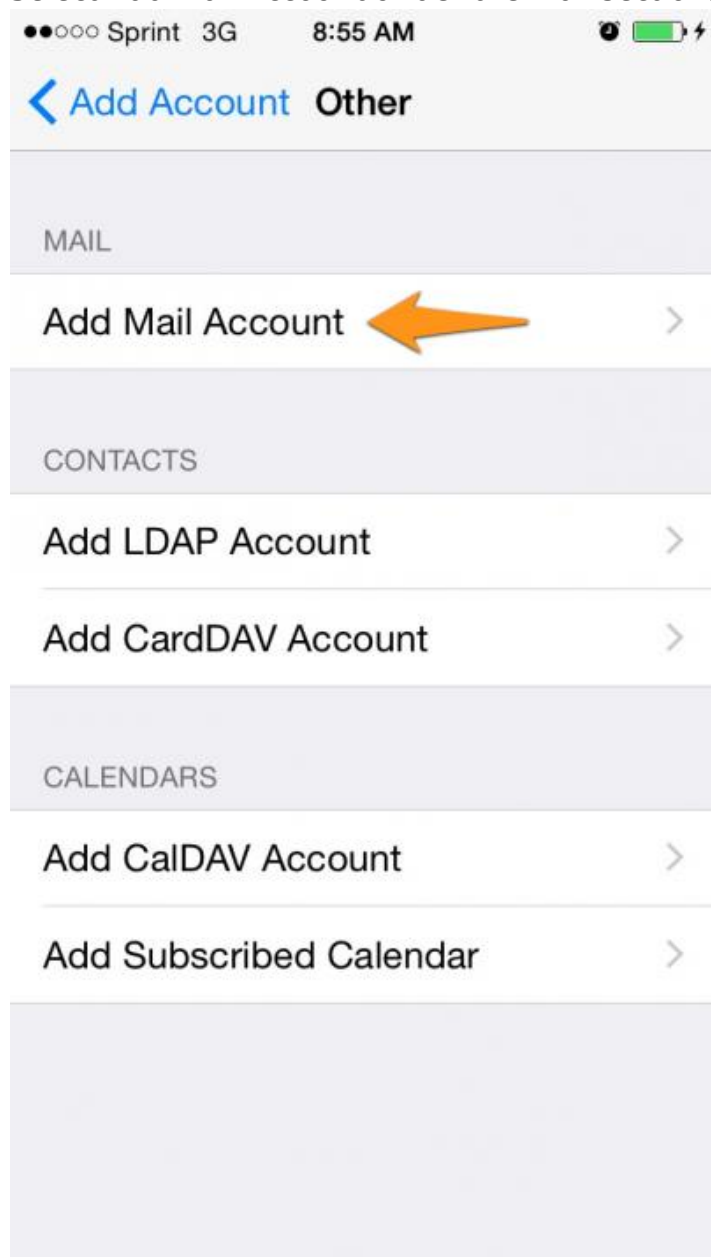 Sprint 3G 8:55 AM
Add Account Other
MAIL
Add Mail Account
CONTACTS
Add LDAP Account
Add CardDAV Account
CALENDARS
Add CalDAV Account
Add Subscribed Calendar